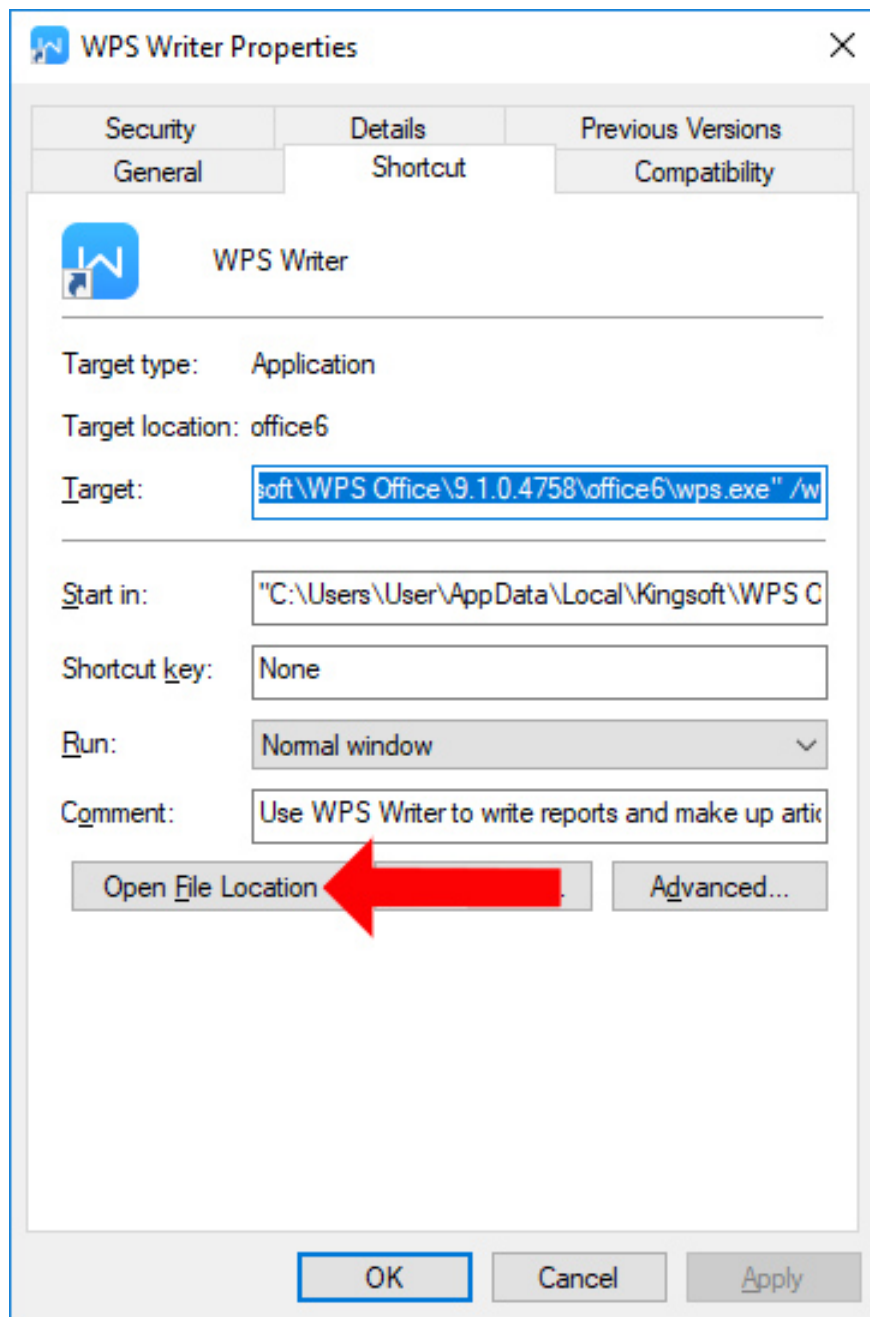 WPS Writer Properties
Security Details Previous Versions
General Shortcut Compatibility
WPS Writer
Target type: Application
Target location: office6
Target: soft\WPS Office\9.1.0.4758\office6\wps.exe" /w
Start in: "C:\Users\User\AppData\Local\Kingsoft\WPS O
Shortcut key: None
Run: Normal window
Comment: Use WPS Writer to write reports and make up artic
Open File Location . Advanced...
OK Cancel Apply